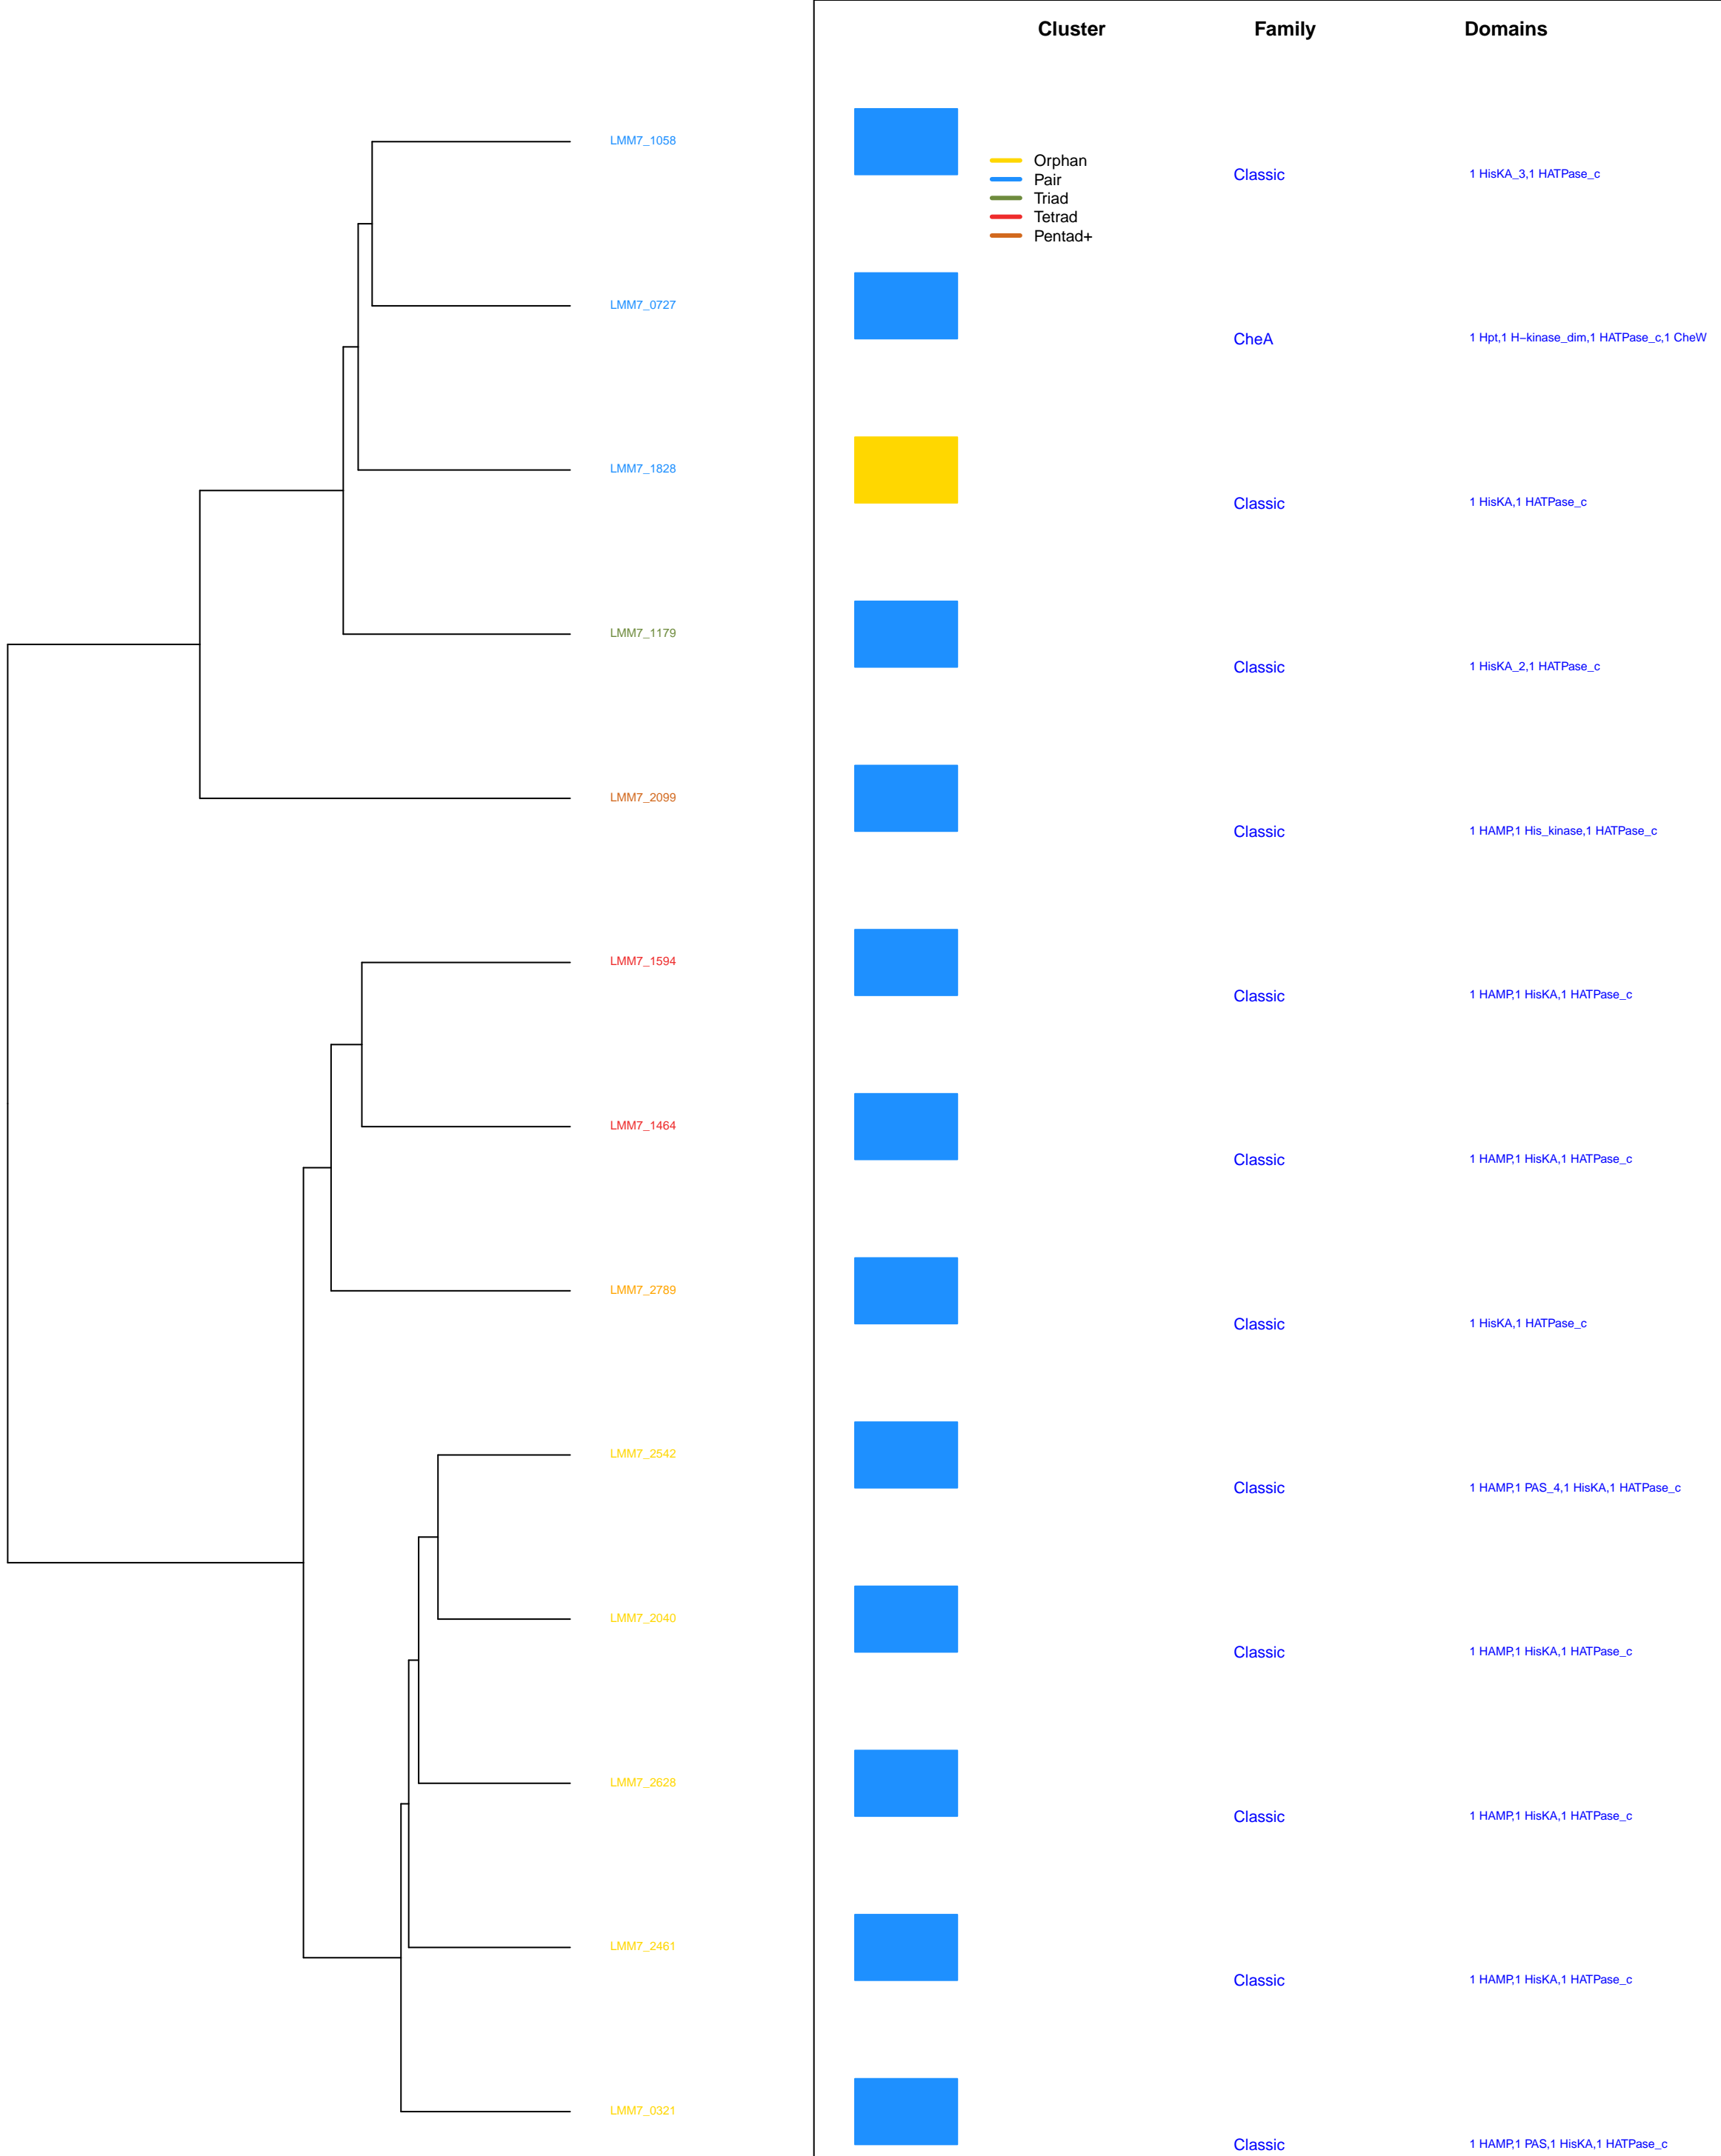 Cluster Family Domains
LMM7_1058
Orphan
Pair
Classic 1 HisKA_3,1 HATPase_c
Triad
Tetrad
Pentad+
LMM7_0727
CheA 1 Hpt,1 H−kinase_dim,1 HATPase_c,1 CheW
LMM7_1828
Classic 1 HisKA,1 HATPase_c
LMM7_1179
Classic 1 HisKA_2,1 HATPase_c
LMM7_2099
Classic 1 HAMP,1 His_kinase,1 HATPase_c
LMM7_1594
Classic 1 HAMP,1 HisKA,1 HATPase_c
LMM7_1464
Classic 1 HAMP,1 HisKA,1 HATPase_c
LMM7_2789
Classic 1 HisKA,1 HATPase_c
LMM7_2542
Classic 1 HAMP,1 PAS_4,1 HisKA,1 HATPase_c
LMM7_2040
Classic 1 HAMP,1 HisKA,1 HATPase_c
LMM7_2628
Classic 1 HAMP,1 HisKA,1 HATPase_c
LMM7_2461
Classic 1 HAMP,1 HisKA,1 HATPase_c
LMM7_0321
Classic 1 HAMP,1 PAS,1 HisKA,1 HATPase_c